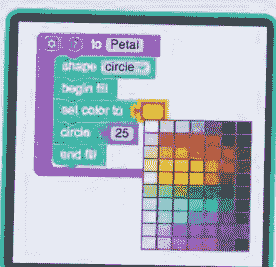 ? to Petal
shape circle
begin fill
set color to
circle 25
end fill